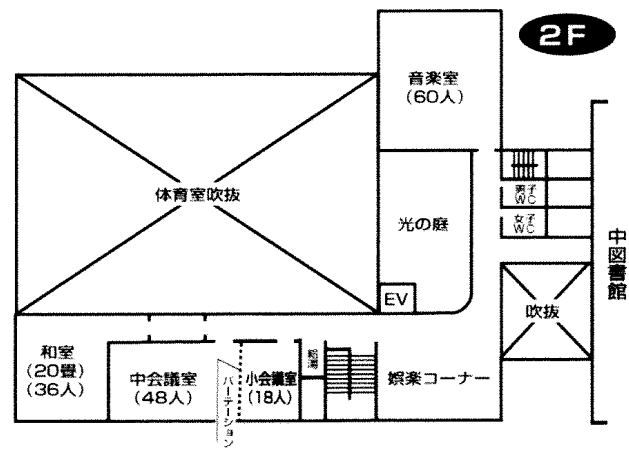 2F
音楽室
(60人)
体育室吹抜
光の庭
男子
WC
女子
WC
中図書館
EV
吹抜
和室
(20畳)
(36人)
中会議室
(48人)
パーテーション
小会議室
(18人)
給湯
娯楽コーナー